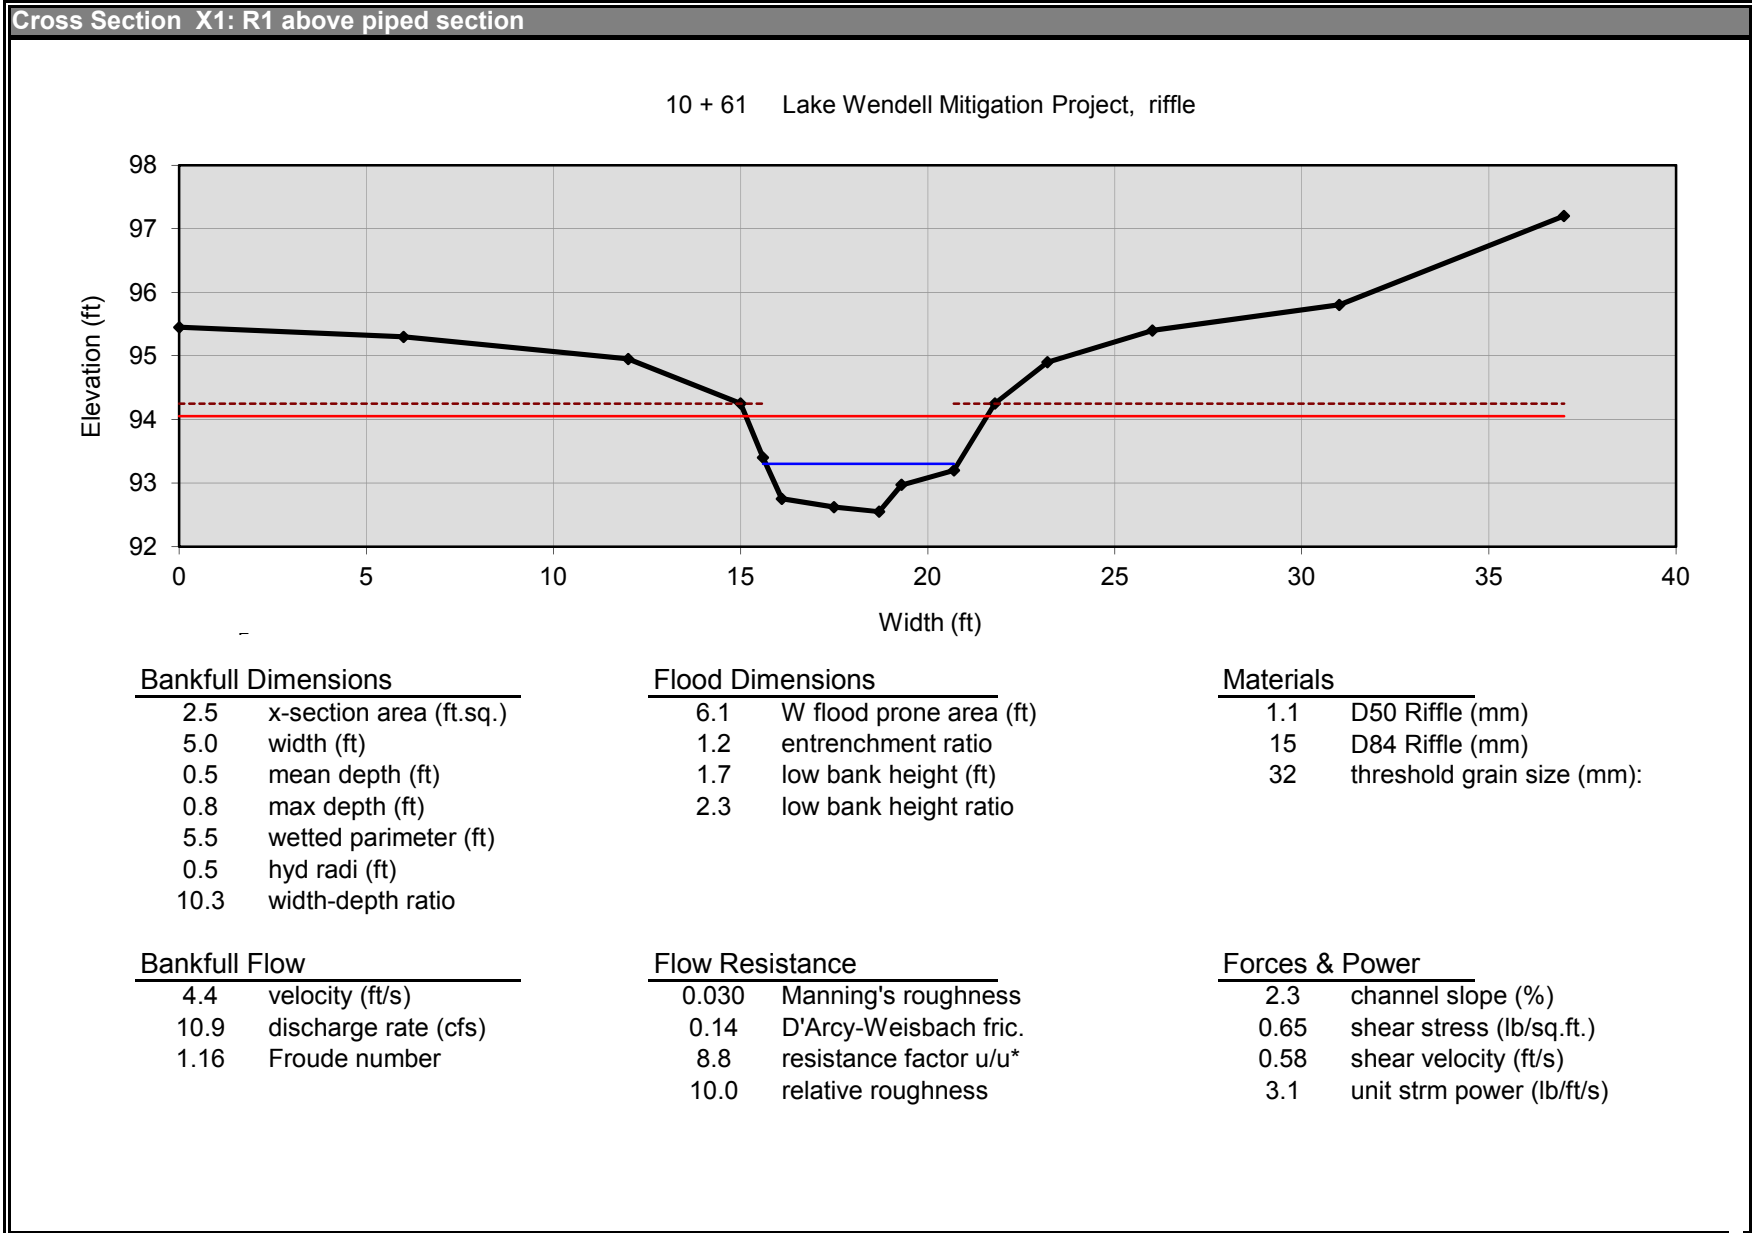 Cross Section X1: R1 above piped section
10 + 61 Lake Wendell Mitigation Project, riffle
98
97
96
95
94
93
92
Elevation (ft)
0 5 10 15 20 25 30 35 40
Width (ft)
Bankfull Dimensions
2.5 x-section area (ft.sq.)
5.0 width (ft)
0.5 mean depth (ft)
0.8 max depth (ft)
5.5 wetted parimeter (ft)
0.5 hyd radi (ft)
10.3 width-depth ratio
Flood Dimensions
6.1 W flood prone area (ft)
1.2 entrenchment ratio
1.7 low bank height (ft)
2.3 low bank height ratio
Materials
1.1 D50 Riffle (mm)
15 D84 Riffle (mm)
32 threshold grain size (mm):
Bankfull Flow
4.4 velocity (ft/s)
10.9 discharge rate (cfs)
1.16 Froude number
Flow Resistance
0.030 Manning's roughness
0.14 D'Arcy-Weisbach fric.
8.8 resistance factor u/u*
10.0 relative roughness
Forces & Power
2.3 channel slope (%)
0.65 shear stress (lb/sq.ft.)
0.58 shear velocity (ft/s)
3.1 unit strm power (lb/ft/s)